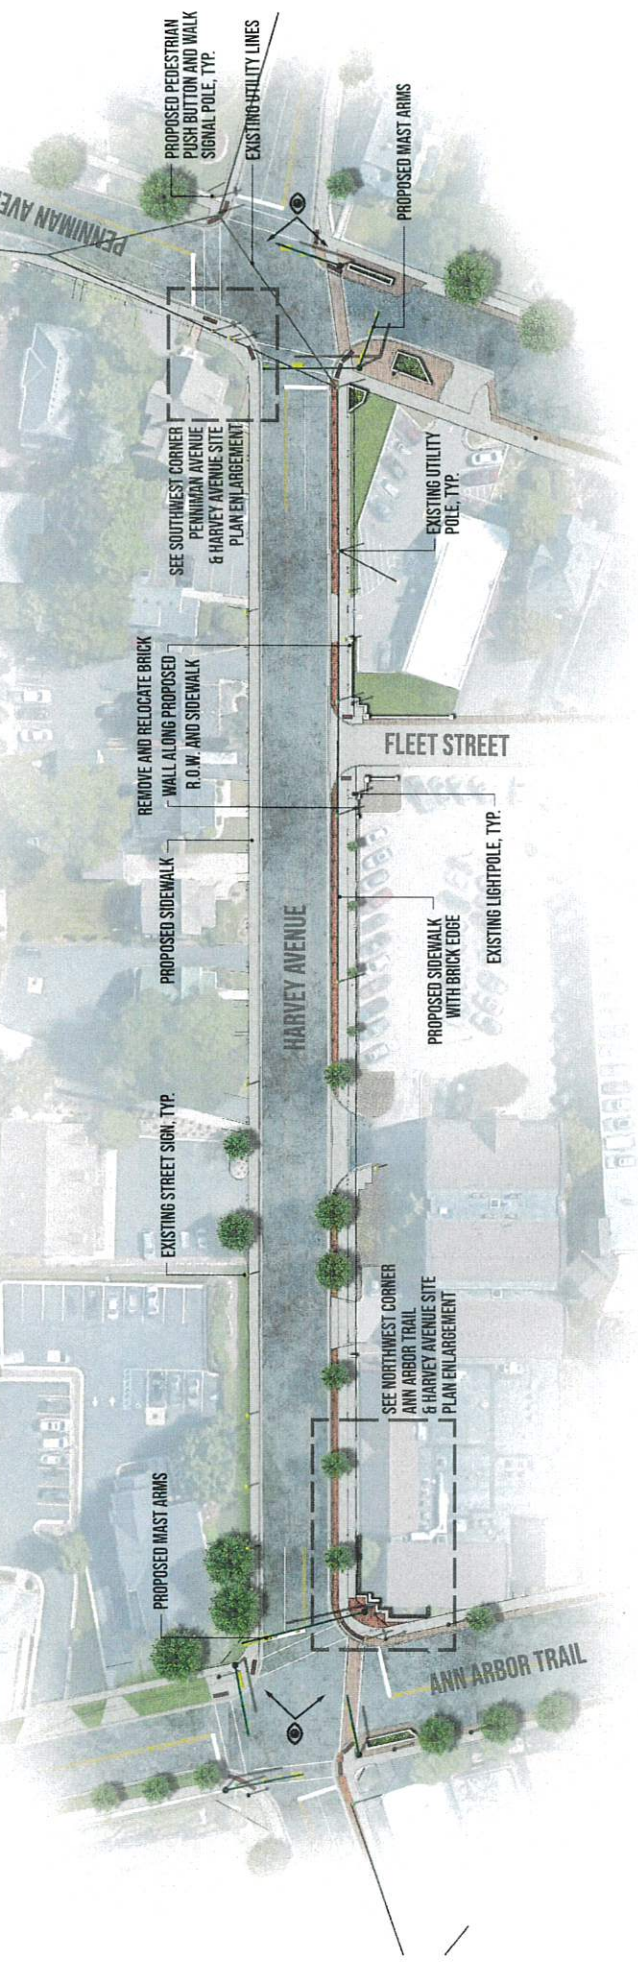 PENNIMAN AVE
PROPOSED PEDESTRIAN
PUSH BUTTON AND WALK
SIGNAL POLE, TYP.
EXISTING UTILITY LINES
PROPOSED MAST ARMS
SEE SOUTHWEST CORNER
PENNIMAN AVENUE
& HARVEY AVENUE SITE
PLAN ENLARGEMENT
EXISTING UTILITY
POLE, TYP.
REMOVE AND RELOCATE BRICK
WALL ALONG PROPOSED
R.O.W. AND SIDEWALK
FLEET STREET
PROPOSED SIDEWALK
HARVEY AVENUE
EXISTING LIGHTPOLE, TYP.
PROPOSED SIDEWALK
WITH BRICK EDGE
EXISTING STREET SIGN, TYP.
SEE NORTHWEST CORNER
ANN ARBOR TRAIL
& HARVEY AVENUE SITE
PLAN ENLARGEMENT
PROPOSED MAST ARMS
ANN ARBOR TRAIL